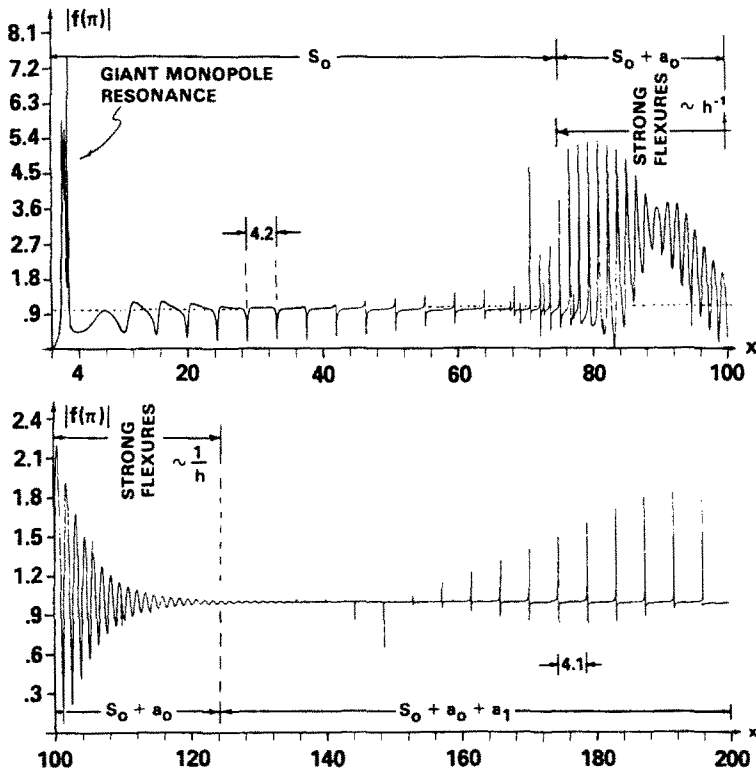 |f(π)|
8.1
7.2
6.3
5.4
4.5
3.6
2.7
1.8
.9
S₀
S₀ + a₀
GIANT MONOPOLE
RESONANCE
STRONG
FLEXURES
~ h⁻¹
4.2
4 20 40 60 80 100 x
|f(π)|
2.4
2.1
1.8
1.5
1.2
.9
.6
.3
STRONG
FLEXURES
~ 1/h
4.1
S₀ + a₀
S₀ + a₀ + a₁
100 120 140 160 180 200 x